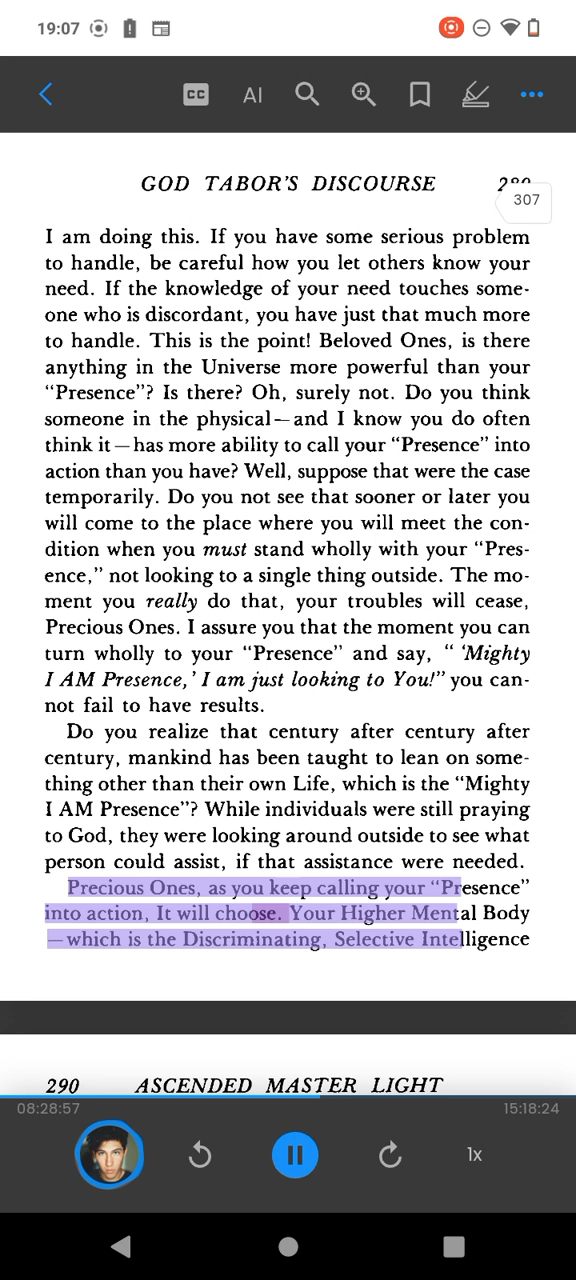 19:07
CC
AI
GOD TABOR'S DISCOURSE
307
I am doing this. If you have some serious problem
to handle, be careful how you let others know your
need. If the knowledge of your need touches some-
one who is discordant, you have just that much more
to handle. This is the point! Beloved Ones, is there
anything in the Universe more powerful than your
“Presence”? Is there? Oh, surely not. Do you think
someone in the physical—and I know you do often
think it—has more ability to call your “Presence” into
action than you have? Well, suppose that were the case
temporarily. Do you not see that sooner or later you
will come to the place where you will meet the con-
dition when you must stand wholly with your “Pres-
ence,” not looking to a single thing outside. The mo-
ment you really do that, your troubles will cease,
Precious Ones. I assure you that the moment you can
turn wholly to your “Presence” and say, “ ‘Mighty
I AM Presence,’ I am just looking to You!” you can-
not fail to have results.
Do you realize that century after century after
century, mankind has been taught to lean on some-
thing other than their own Life, which is the “Mighty
I AM Presence”? While individuals were still praying
to God, they were looking around outside to see what
person could assist, if that assistance were needed.
Precious Ones, as you keep calling your “Presence”
into action, It will choose. Your Higher Mental Body
—which is the Discriminating, Selective Intelligence
290 ASCENDED MASTER LIGHT
08:28:57 15:18:24
1x